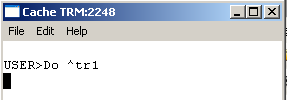 Cache TRM:2248
File Edit Help
USER>Do ^tr1